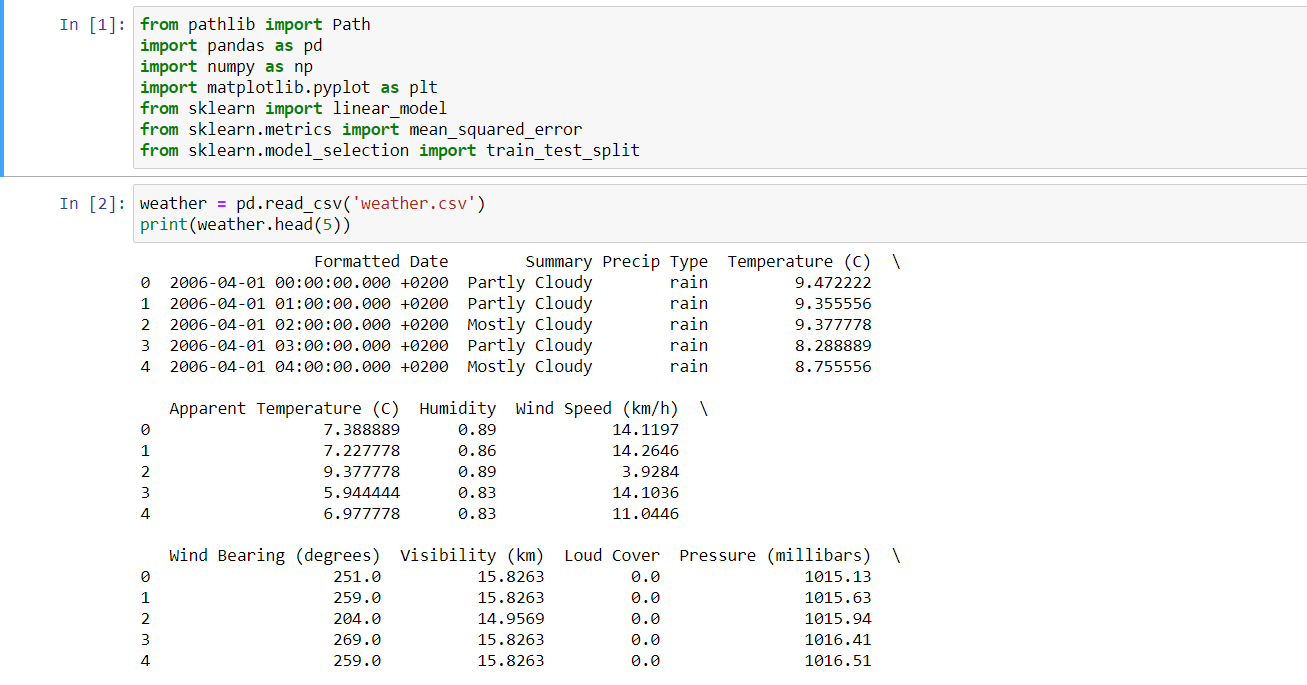 In [1]: from pathlib import Path
import pandas as pd
import numpy as np
import matplotlib.pyplot as plt
from sklearn import linear_model
from sklearn.metrics import mean_squared_error
from sklearn.model_selection import train_test_split
In [2]: weather = pd.read_csv('weather.csv')
print(weather.head(5))
Formatted Date Summary Precip Type Temperature (C) \
0 2006-04-01 00:00:00.000 +0200 Partly Cloudy rain 9.472222
1 2006-04-01 01:00:00.000 +0200 Partly Cloudy rain 9.355556
2 2006-04-01 02:00:00.000 +0200 Mostly Cloudy rain 9.377778
3 2006-04-01 03:00:00.000 +0200 Partly Cloudy rain 8.288889
4 2006-04-01 04:00:00.000 +0200 Mostly Cloudy rain 8.755556
Apparent Temperature (C) Humidity Wind Speed (km/h) \
0 7.388889 0.89 14.1197
1 7.227778 0.86 14.2646
2 9.377778 0.89 3.9284
3 5.944444 0.83 14.1036
4 6.977778 0.83 11.0446
Wind Bearing (degrees) Visibility (km) Loud Cover Pressure (millibars) \
0 251.0 15.8263 0.0 1015.13
1 259.0 15.8263 0.0 1015.63
2 204.0 14.9569 0.0 1015.94
3 269.0 15.8263 0.0 1016.41
4 259.0 15.8263 0.0 1016.51